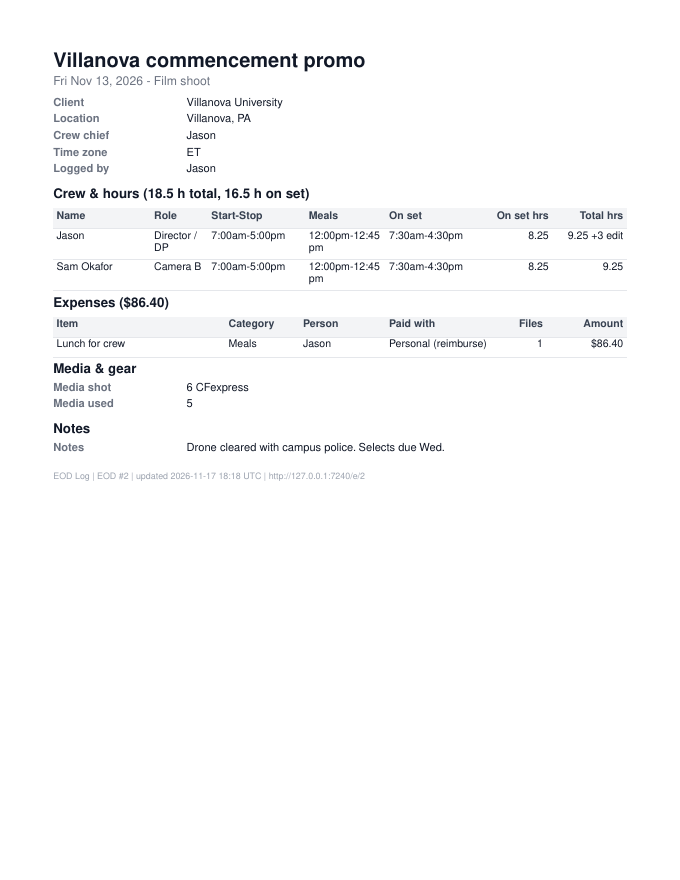 Villanova commencement promo
Fri Nov 13, 2026 - Film shoot
Client Villanova University
Location Villanova, PA
Crew chief Jason
Time zone ET
Logged by Jason
Crew & hours (18.5 h total, 16.5 h on set)
Name Role Start-Stop Meals On set On set hrs Total hrs
Jason Director / 7:00am-5:00pm 12:00pm-12:45 7:30am-4:30pm 8.25 9.25 +3 edit
DP pm
Sam Okafor Camera B 7:00am-5:00pm 12:00pm-12:45 7:30am-4:30pm 8.25 9.25
pm
Expenses ($86.40)
Item Category Person Paid with Files Amount
Lunch for crew Meals Jason Personal (reimburse) 1 $86.40
Media & gear
Media shot 6 CFexpress
Media used 5
Notes
Notes Drone cleared with campus police. Selects due Wed.
EOD Log | EOD #2 | updated 2026-11-17 18:18 UTC | http://127.0.0.1:7240/e/2